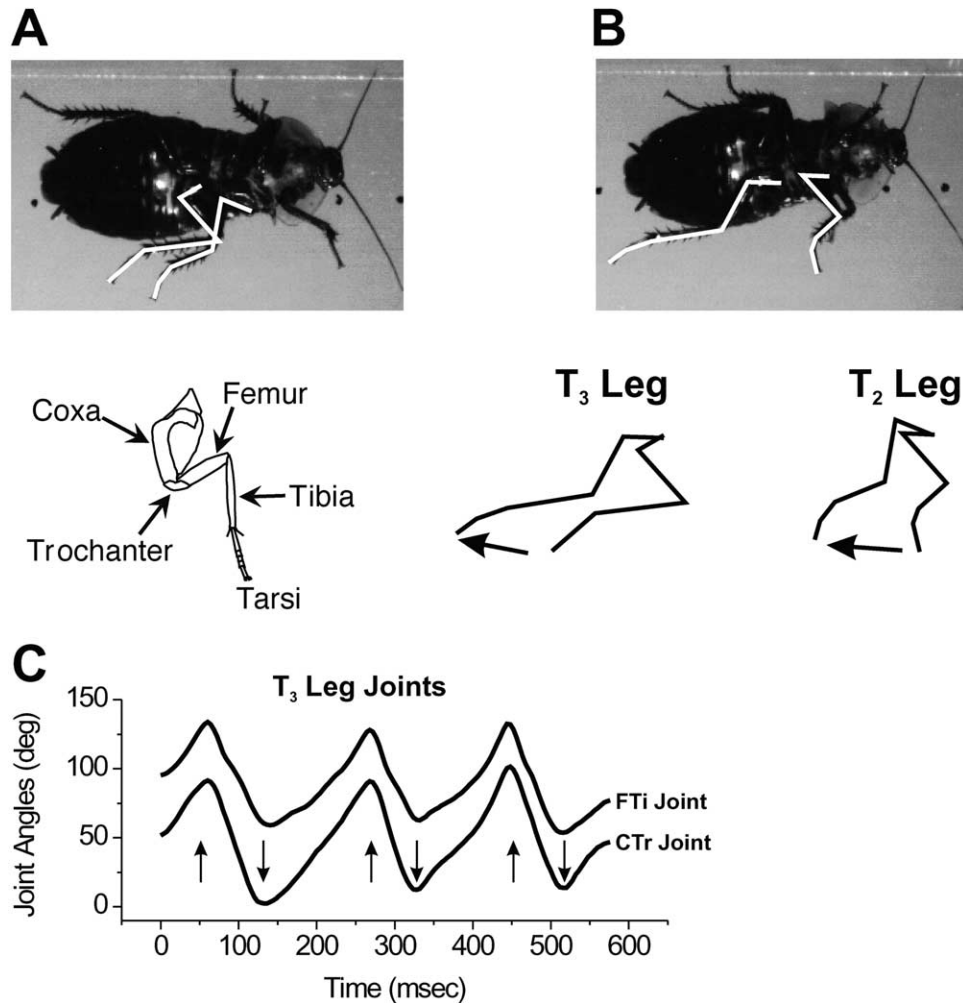 A
B
Coxa
Femur
Tibia
Trochanter
Tarsi
T₃ Leg
T₂ Leg
C
T₃ Leg Joints
Joint Angles (deg)
150
100
50
0
FTi Joint
CTr Joint
0 100 200 300 400 500 600
Time (msec)